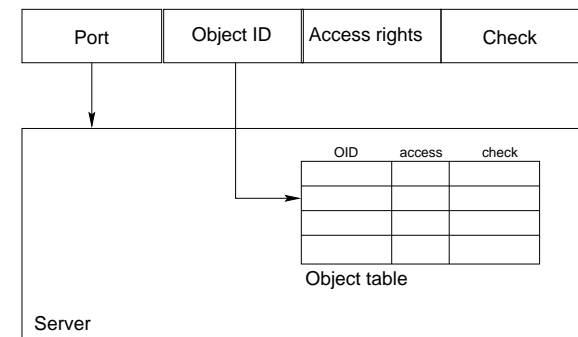 Port Object ID Access rights Check
OID access check
Object table
Server